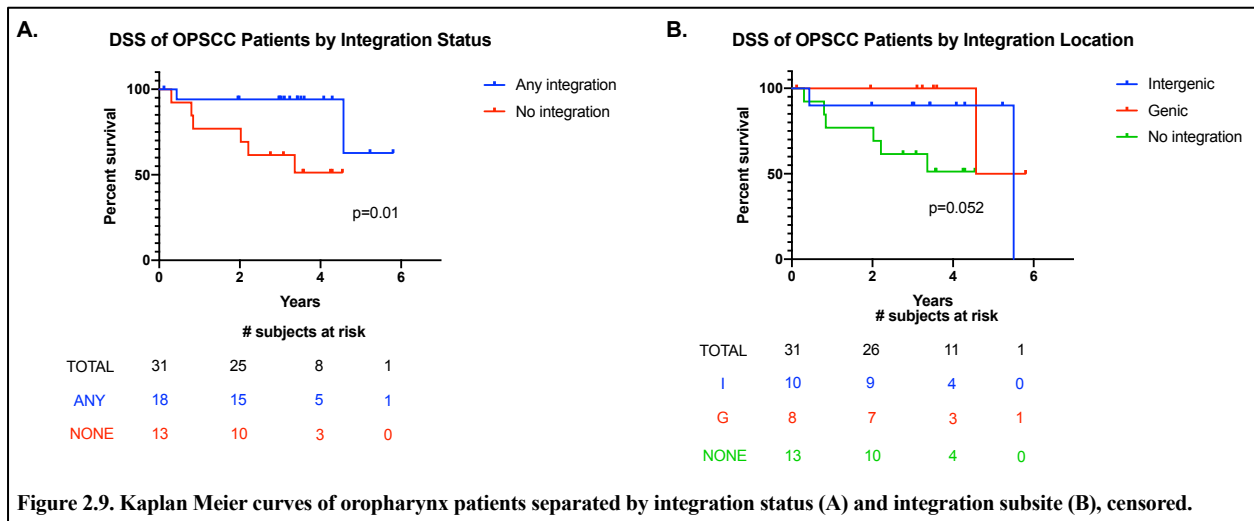 A.
DSS of OPSCC Patients by Integration Status
Percent survival
100
50
0
0 2 4 6
Years
p=0.01
Any integration
No integration
# subjects at risk
TOTAL 31 25 8 1
ANY 18 15 5 1
NONE 13 10 3 0
B.
DSS of OPSCC Patients by Integration Location
Percent survival
100
50
0
0 2 4 6
Years
p=0.052
Intergenic
Genic
No integration
# subjects at risk
TOTAL 31 26 11 1
I 10 9 4 0
G 8 7 3 1
NONE 13 10 4 0
Figure 2.9. Kaplan Meier curves of oropharynx patients separated by integration status (A) and integration subsite (B), censored.